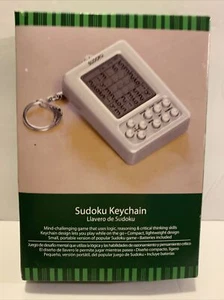 SUDOKU
Sudoku Keychain
Llavero de Sudoku
Mind-challenging game that uses logic, reasoning & critical thinking skills
Keychain design lets you play while on the go • Compact, lightweight design
Small, portable version of popular Sudoku game • Batteries included
Juego de desafío mental que utiliza la lógica y las habilidades de razonamiento y pensamiento crítico
El diseño de llavero le permite jugar mientras viaja • Diseño compacto, ligero
Pequeño, versión portátil, del popular juego de Sudoku • Incluye baterías